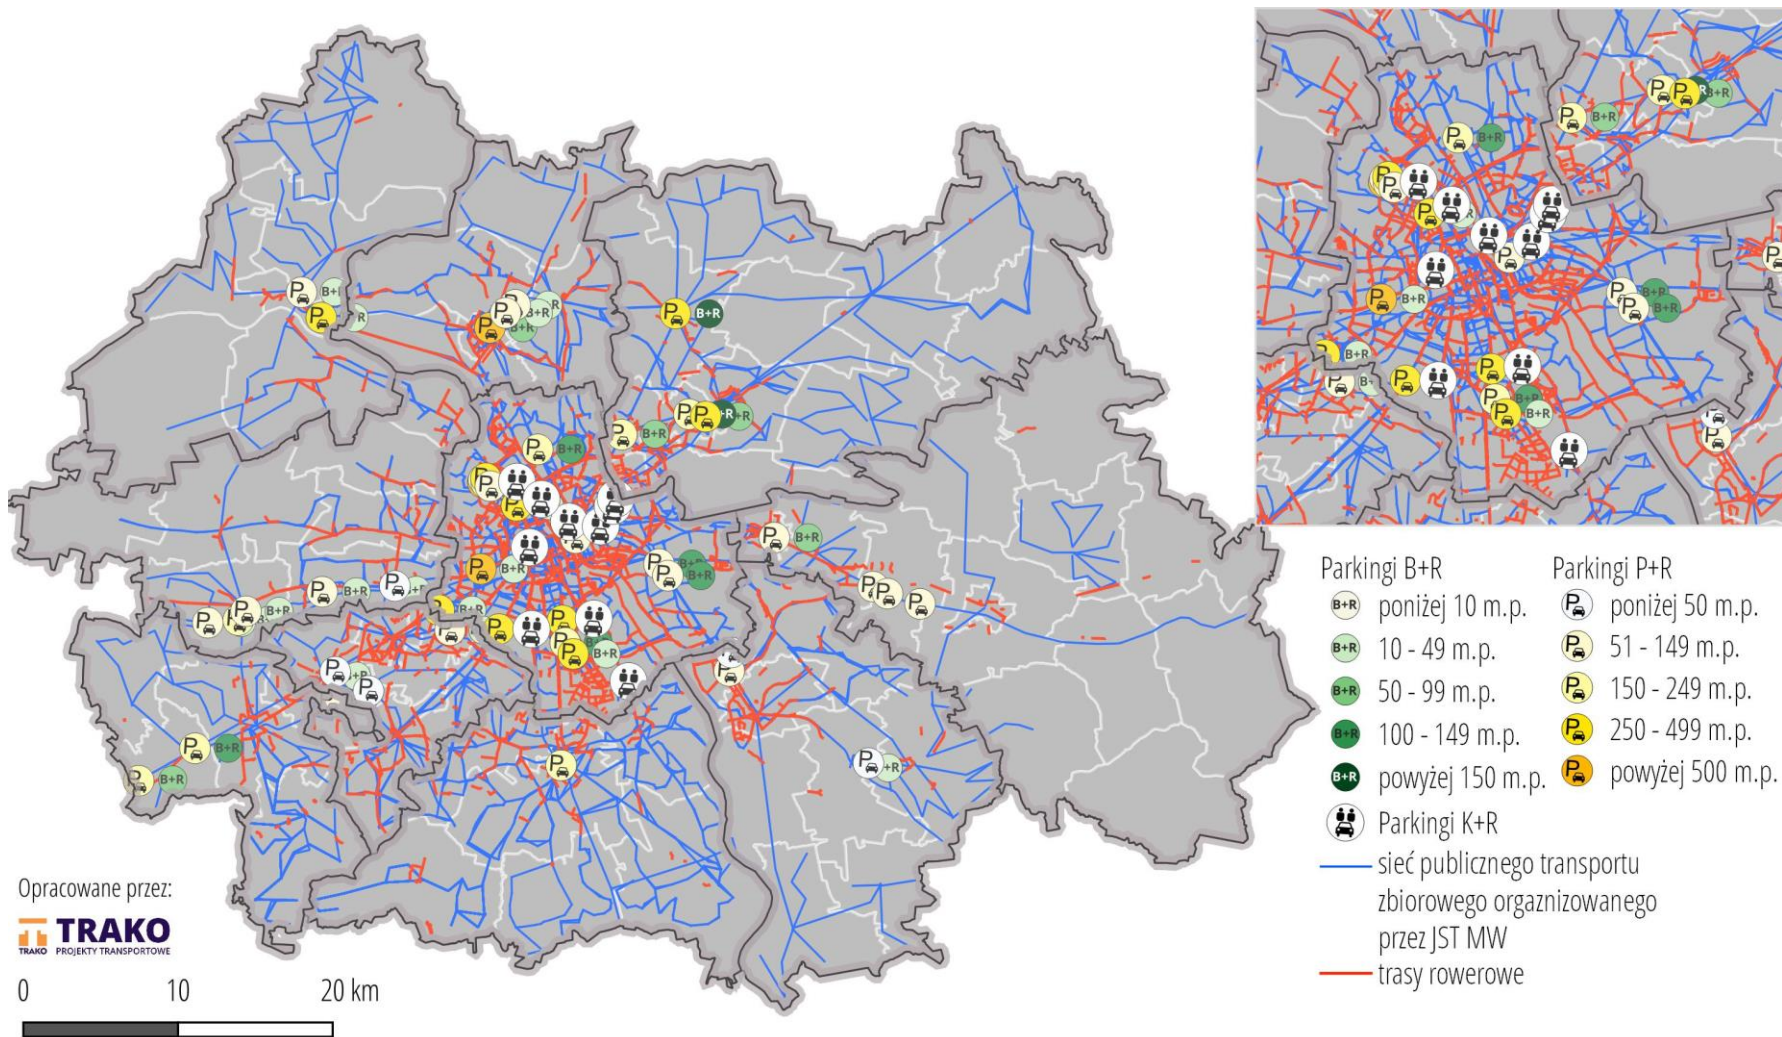 Parkingi B+R
B+R poniżej 10 m.p.
B+R 10 - 49 m.p.
B+R 50 - 99 m.p.
B+R 100 - 149 m.p.
B+R powyżej 150 m.p.
Parkingi K+R
sieć publicznego transportu
zbiorowego orgaznizowanego
przez JST MW
trasy rowerowe
Parkingi P+R
P poniżej 50 m.p.
P 51 - 149 m.p.
P 150 - 249 m.p.
P 250 - 499 m.p.
P powyżej 500 m.p.
Opracowane przez:
TRAKO
TRAKO
PROJEKTY TRANSPORTOWE
0 10 20 km